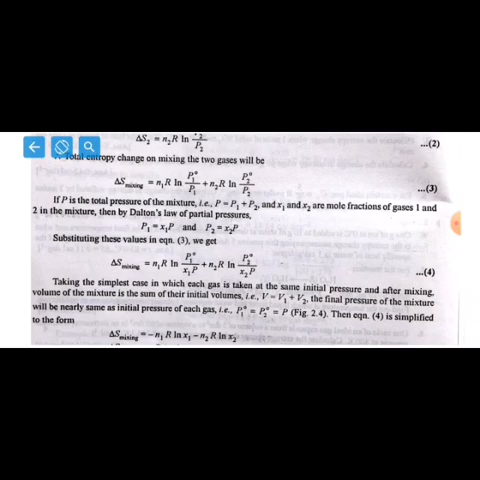 ΔS₂ = n₂R ln P₂°/P₂ ...(2)
Total entropy change on mixing the two gases will be
ΔS_mixing = n₁R ln P₁°/P₁ + n₂R ln P₂°/P₂ ...(3)
If P is the total pressure of the mixture, i.e., P = P₁ + P₂, and x₁ and x₂ are mole fractions of gases 1 and
2 in the mixture, then by Dalton's law of partial pressures,
P₁ = x₁P and P₂ = x₂P
Substituting these values in eqn. (3), we get
ΔS_mixing = n₁R ln P₁°/x₁P + n₂R ln P₂°/x₂P ...(4)
Taking the simplest case in which each gas is taken at the same initial pressure and after mixing,
volume of the mixture is the sum of their initial volumes, i.e., V = V₁ + V₂, the final pressure of the mixture
will be nearly same as initial pressure of each gas, i.e., P₁° = P₂° = P (Fig. 2.4). Then eqn. (4) is simplified
to the form
ΔS_mixing = −n₁ R ln x₁ − n₂ R ln x₂